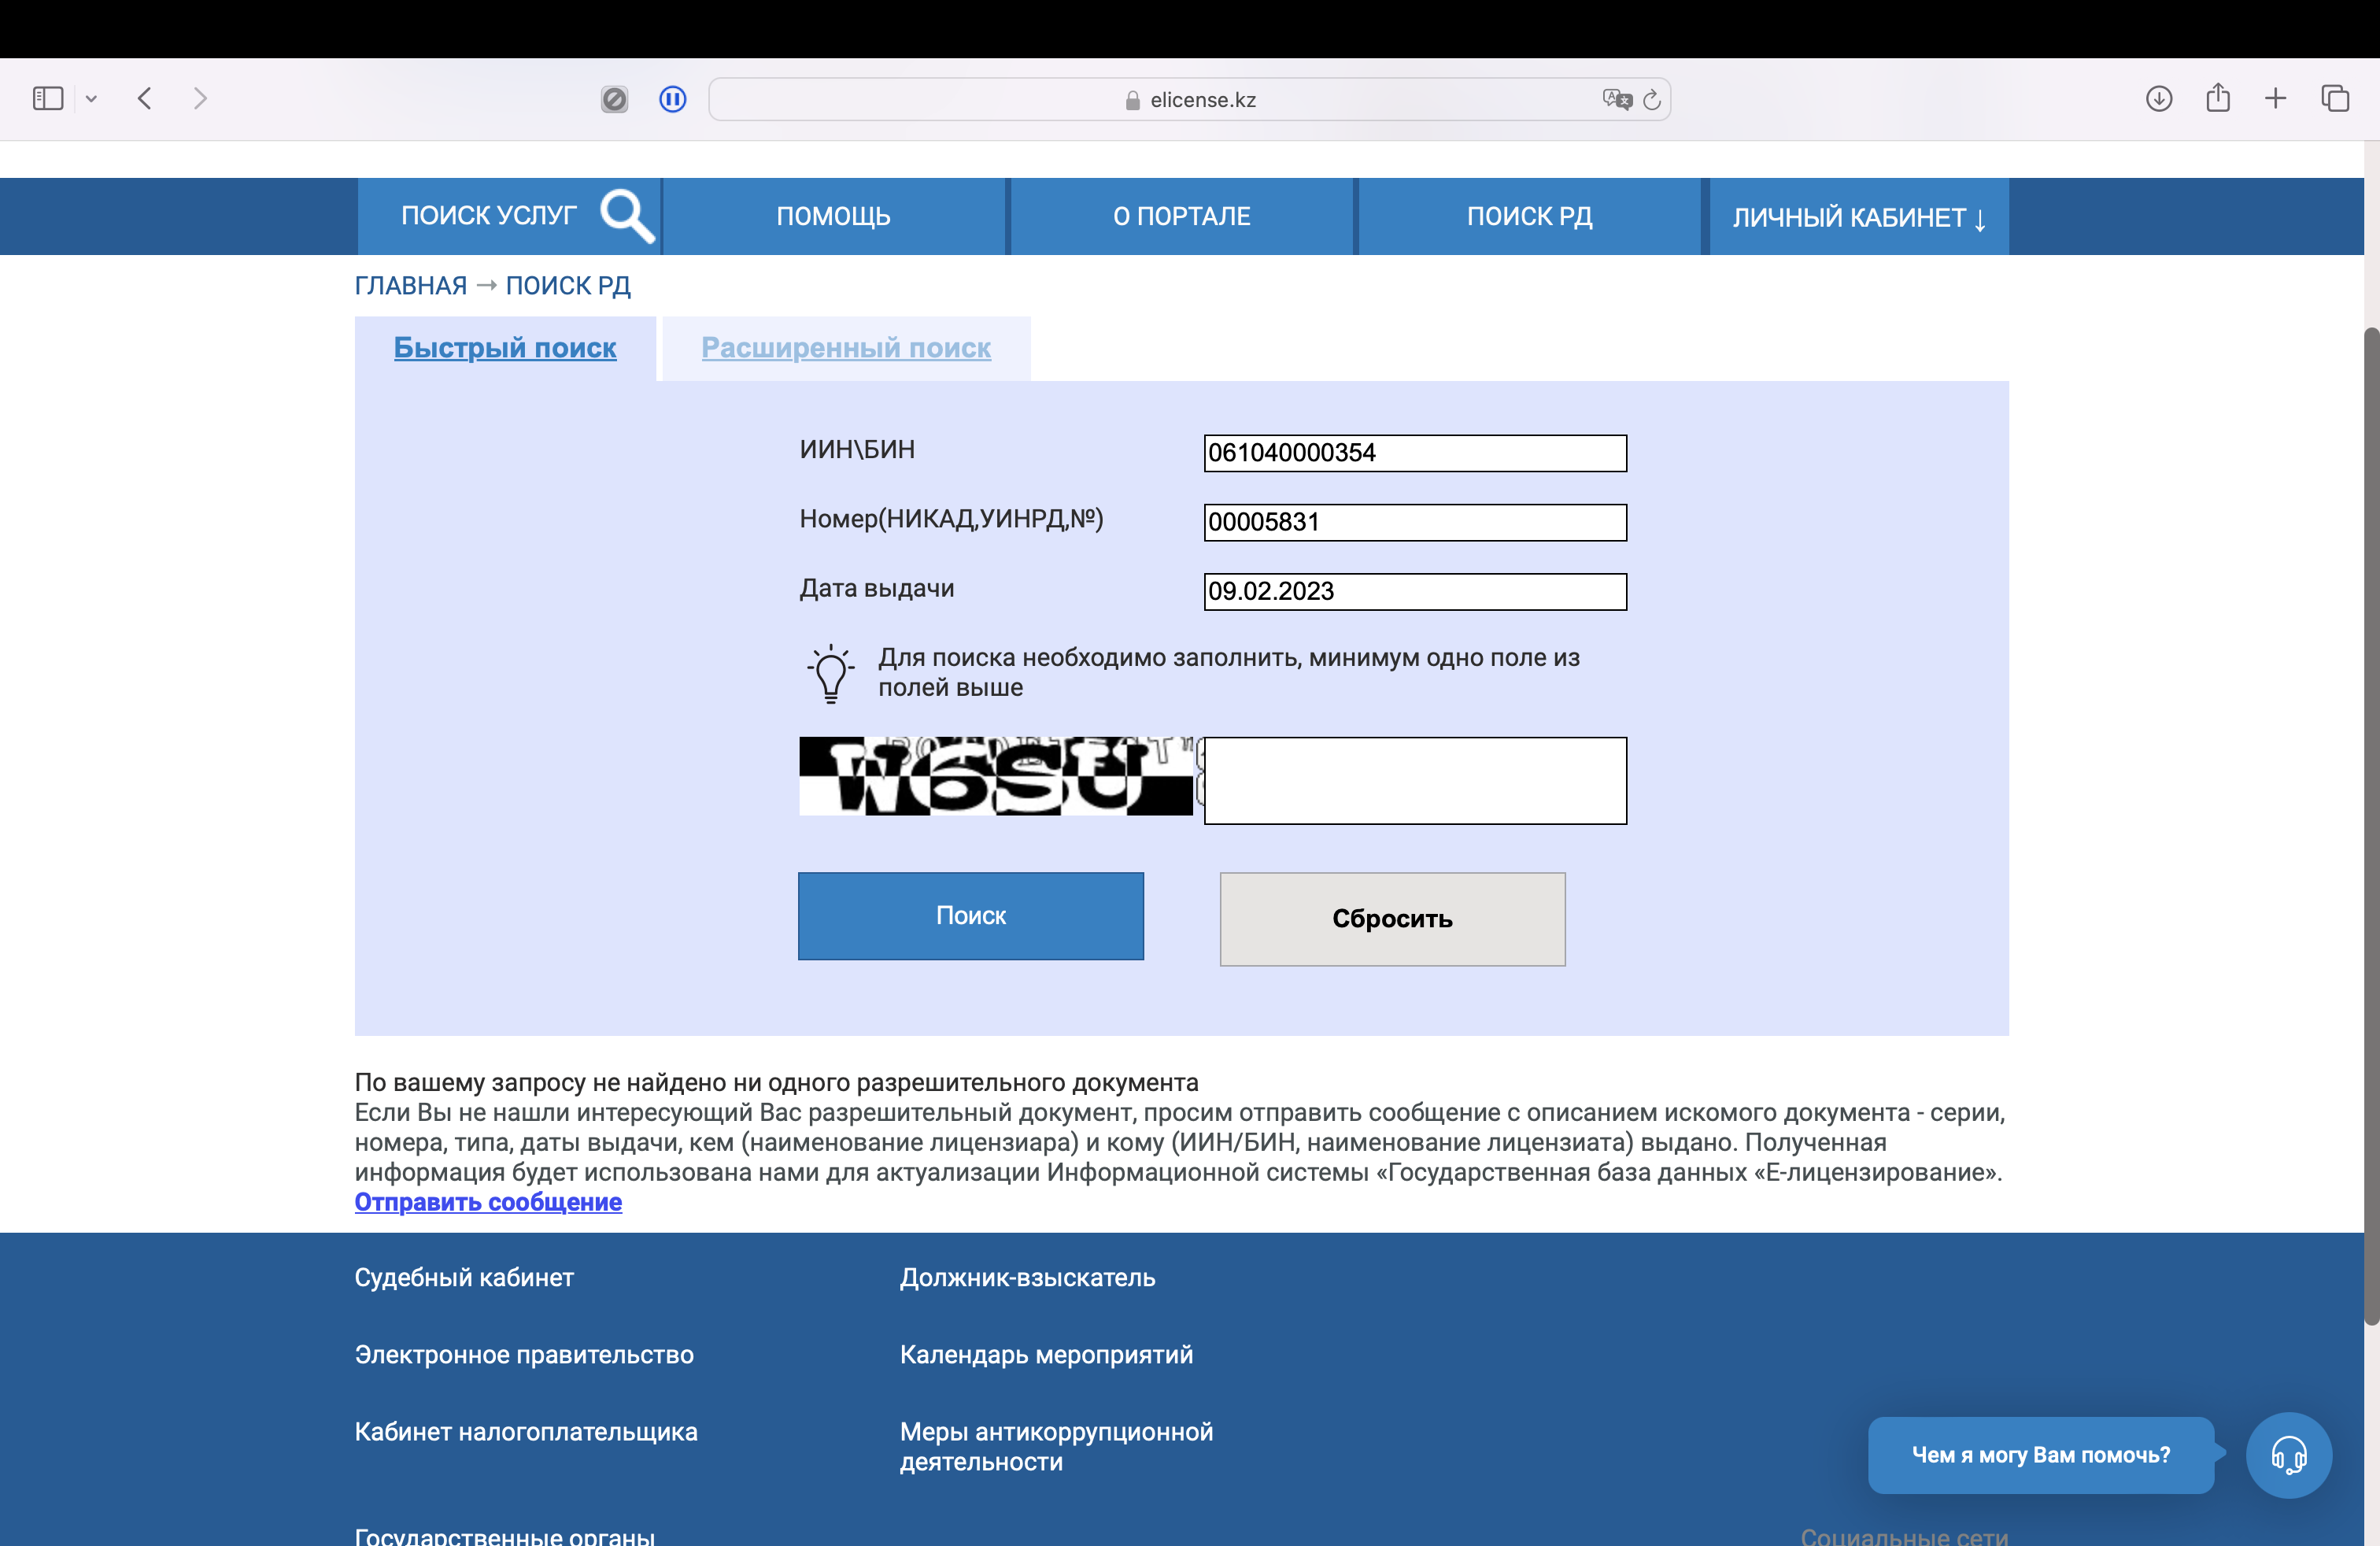 elicense.kz
ПОИСК УСЛУГ
ПОМОЩЬ
О ПОРТАЛЕ
ПОИСК РД
ЛИЧНЫЙ КАБИНЕТ ↓
ГЛАВНАЯ → ПОИСК РД
Быстрый поиск
Расширенный поиск
ИИН\БИН
061040000354
Номер(НИКАД,УИНРД,№)
00005831
Дата выдачи
09.02.2023
Для поиска необходимо заполнить, минимум одно поле из
полей выше
W6SU
Поиск
Сбросить
По вашему запросу не найдено ни одного разрешительного документа
Если Вы не нашли интересующий Вас разрешительный документ, просим отправить сообщение с описанием искомого документа - серии,
номера, типа, даты выдачи, кем (наименование лицензиара) и кому (ИИН/БИН, наименование лицензиата) выдано. Полученная
информация будет использована нами для актуализации Информационной системы «Государственная база данных «Е-лицензирование».
Отправить сообщение
Судебный кабинет
Должник-взыскатель
Электронное правительство
Календарь мероприятий
Кабинет налогоплательщика
Меры антикоррупционной
деятельности
Чем я могу Вам помочь?
Государственные органы
Социальные сети